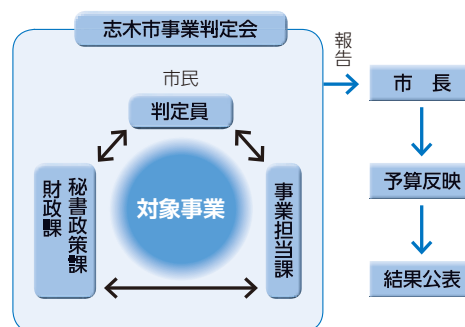 志木市事業判定会
報告
市民
判定員
市長
秘書政策課
財政課
対象事業
事業担当課
予算反映
結果公表